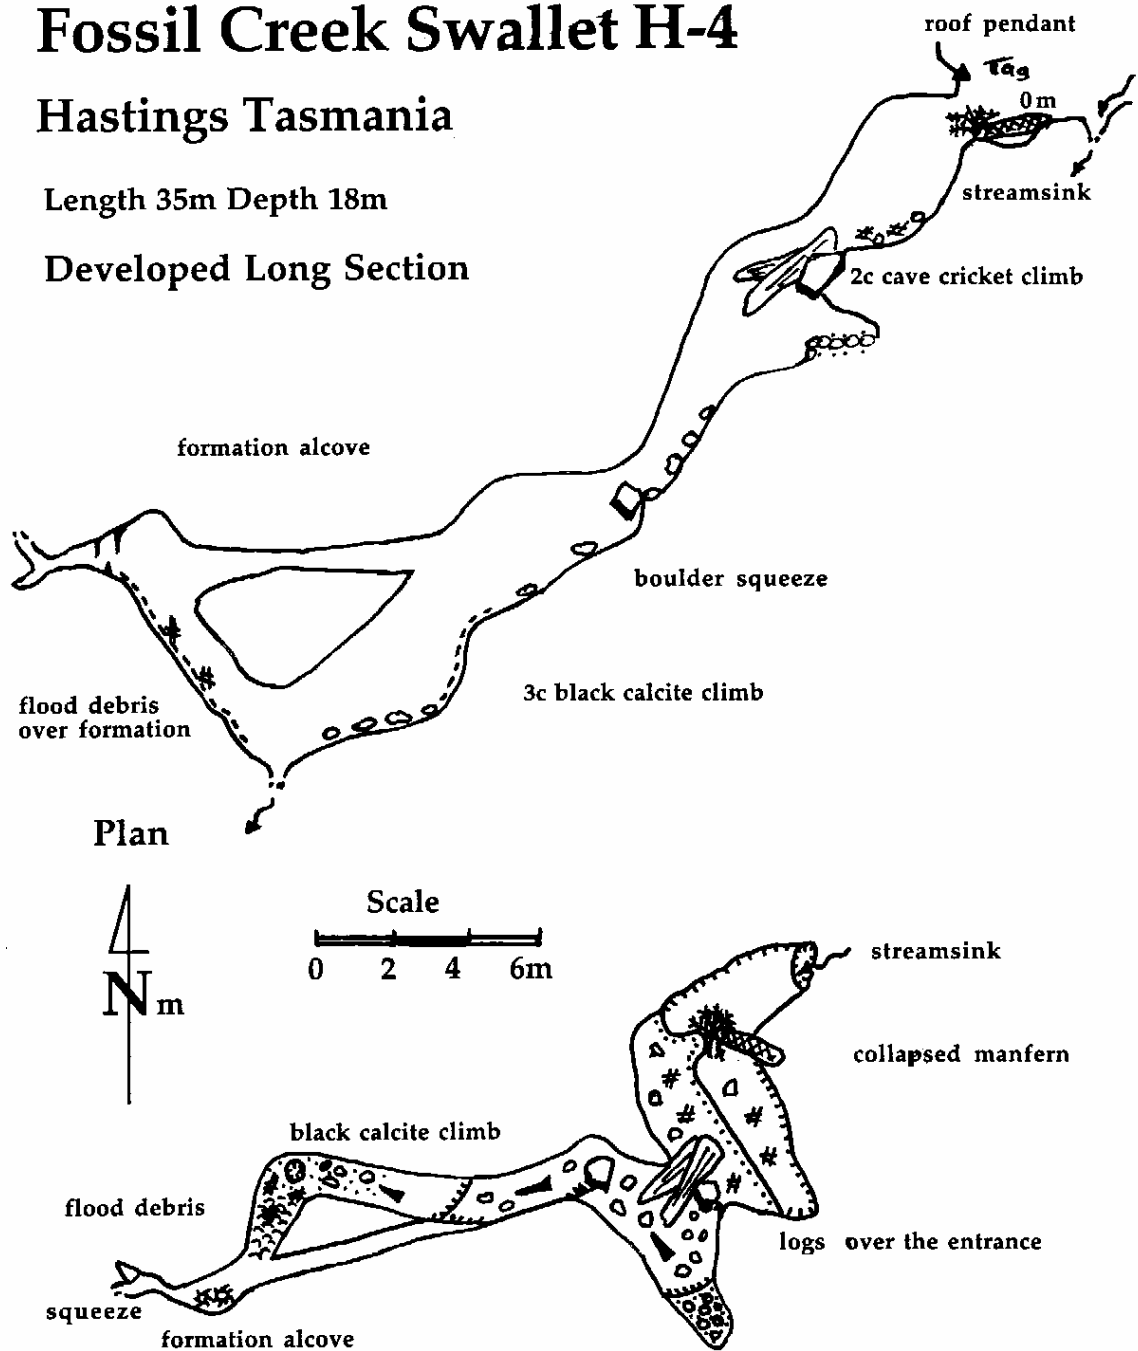 Fossil Creek Swallet H-4
roof pendant
Tag
Hastings Tasmania
0m
Length 35m Depth 18m
streamsink
Developed Long Section
2c cave cricket climb
formation alcove
boulder squeeze
3c black calcite climb
flood debris
over formation
Plan
Scale
0 2 4 6m
N m
streamsink
collapsed manfern
black calcite climb
flood debris
logs over the entrance
squeeze
formation alcove